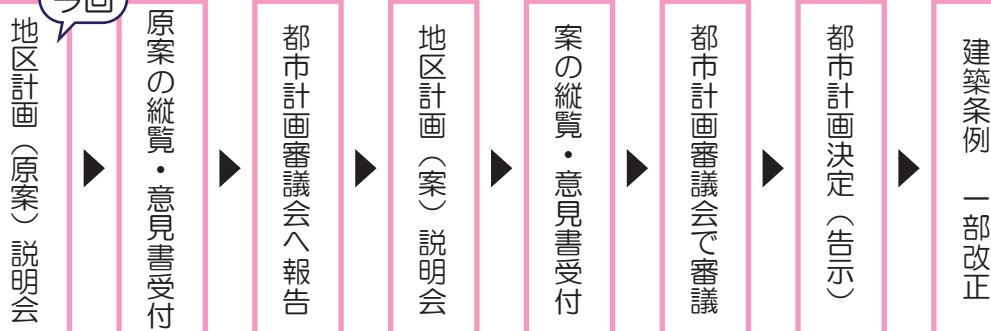 今回
地区計画（原案）説明会
原案の縦覧・意見書受付
都市計画審議会へ報告
地区計画（案）説明会
案の縦覧・意見書受付
都市計画審議会で審議
都市計画決定（告示）
建築条例　一部改正